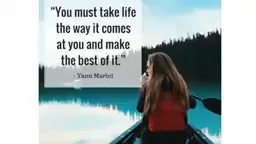 “You must take life
the way it comes
at you and make
the best of it.”
- Yann Martel